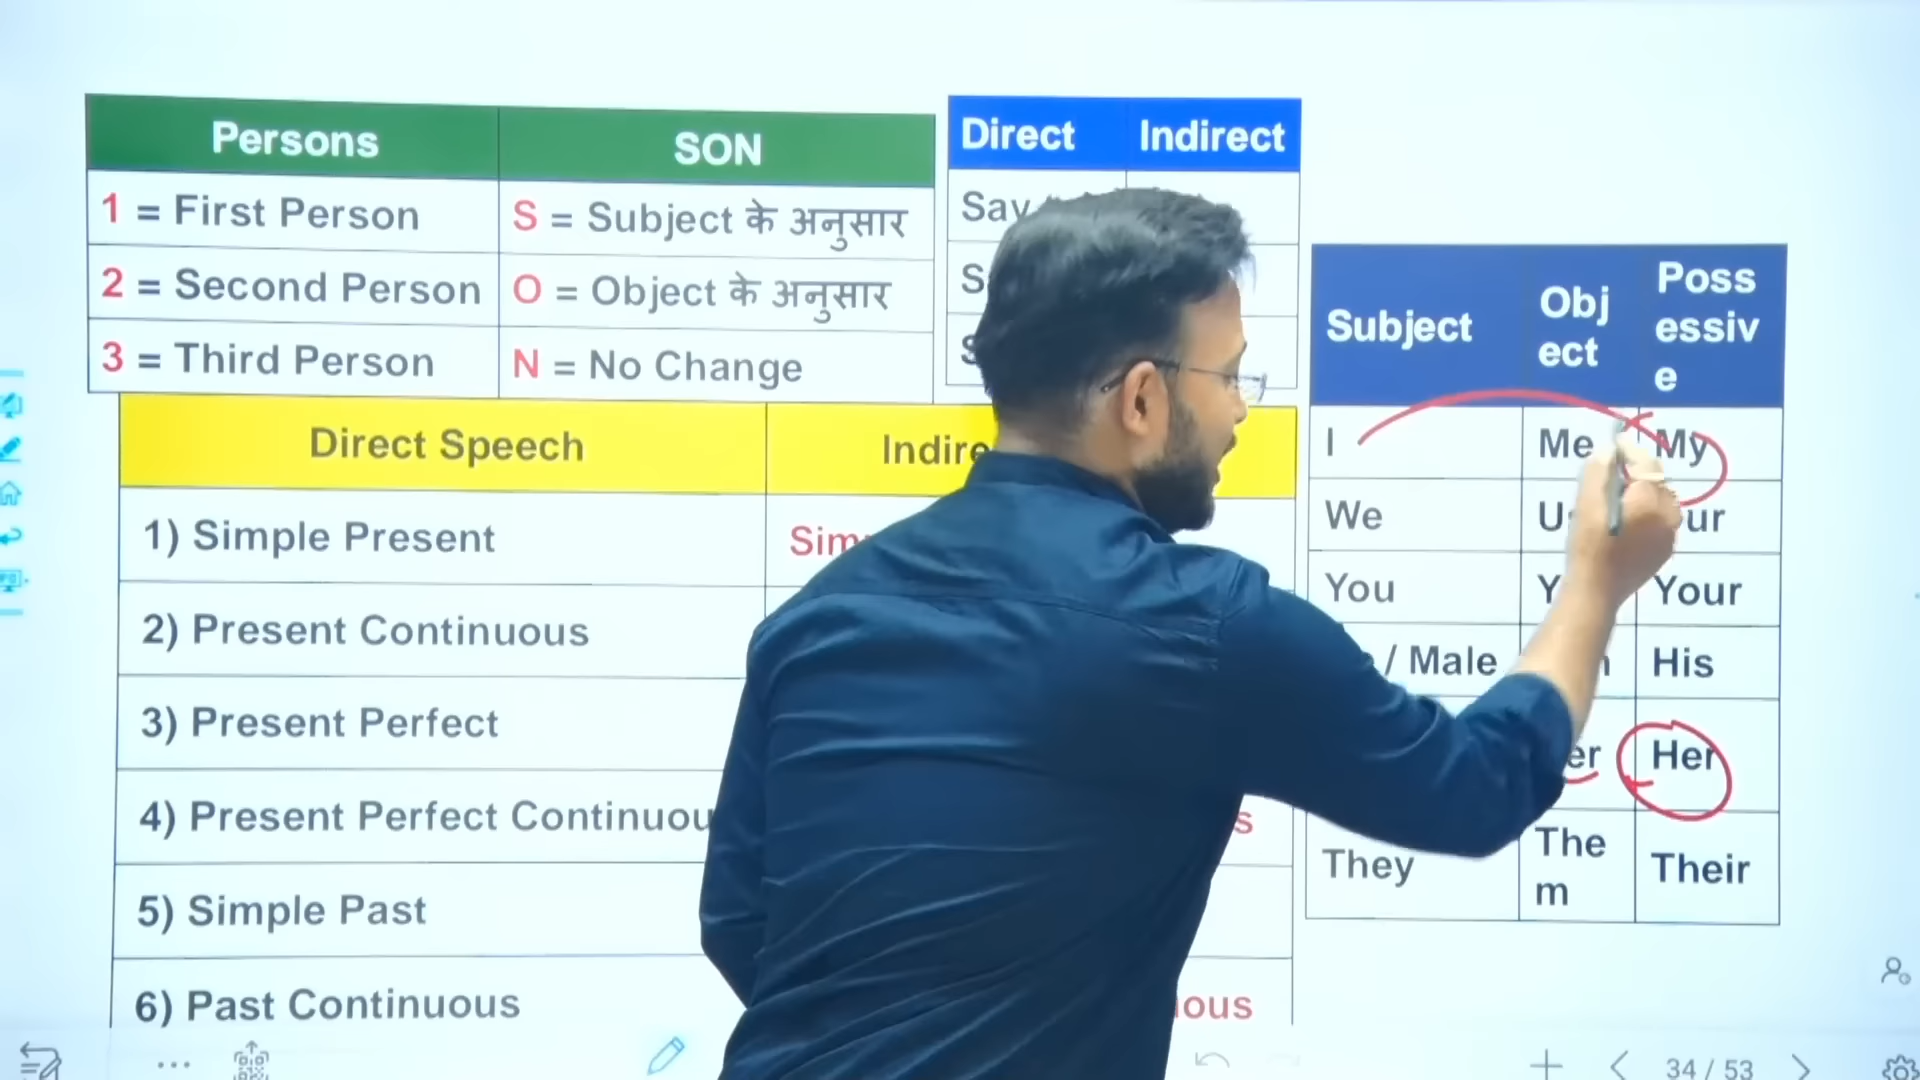 Persons SON
1 = First Person S = Subject के अनुसार
2 = Second Person O = Object के अनुसार
3 = Third Person N = No Change
Direct Indirect
Say
Direct Speech
1) Simple Present
2) Present Continuous
3) Present Perfect
4) Present Perfect Continuou
5) Simple Past
6) Past Continuous
Subject
Obj
ect
Poss
essiv
e
I Me My
We
You Your
/ Male His
Her
They
The
m
Their
34 / 53